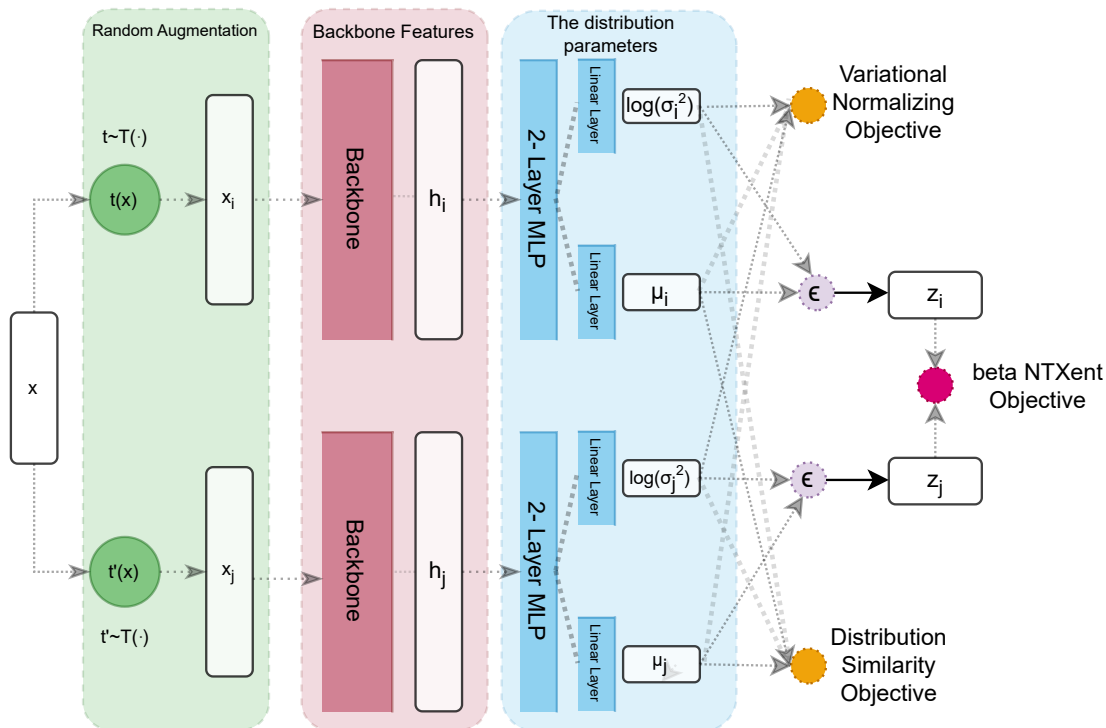 Random Augmentation
Backbone Features
The distribution
parameters
Variational
Normalizing
Objective
t~T(·)
t(x)
x_i
Backbone
h_i
2- Layer MLP
Linear Layer
log(σ_i^2)
Linear Layer
μ_i
ϵ
z_i
x
beta NTXent
Objective
t'(x)
t'~T(·)
x_j
Backbone
h_j
2- Layer MLP
Linear Layer
log(σ_j^2)
Linear Layer
μ_j
ϵ
z_j
Distribution
Similarity
Objective